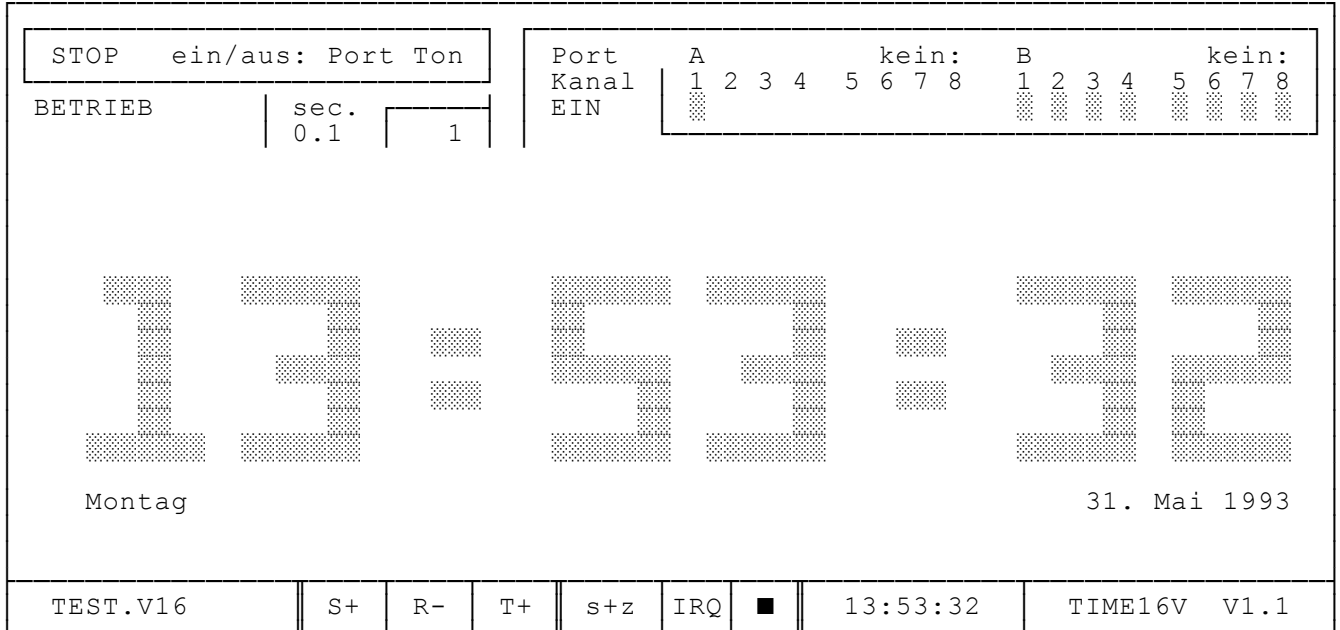 STOP ein/aus: Port Ton Port A kein: B kein:
Kanal 1 2 3 4 5 6 7 8 1 2 3 4 5 6 7 8
BETRIEB sec. EIN
0.1 1
13:53:32
Montag 31. Mai 1993
TEST.V16 S+ R- T+ s+z IRQ ■ 13:53:32 TIME16V V1.1